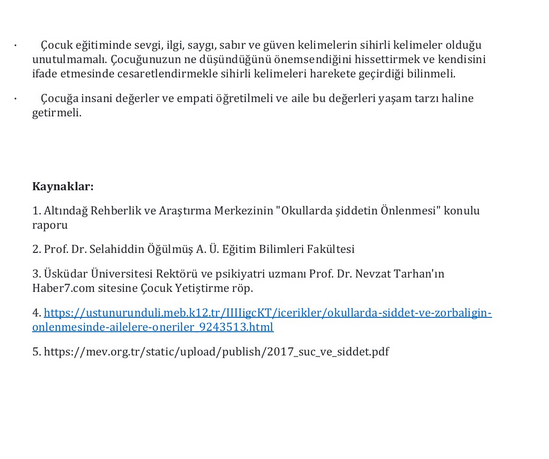 · Çocuk eğitiminde sevgi, ilgi, saygı, sabır ve güven kelimelerin sihirli kelimeler olduğu
unutulmamalı. Çocuğunuzun ne düşündüğünü önemsendiğini hissettirmek ve kendisini
ifade etmesinde cesaretlendirmekle sihirli kelimeleri harekete geçirdiği bilinmeli.
· Çocuğa insani değerler ve empati öğretilmeli ve aile bu değerleri yaşam tarzı haline
getirmeli.
Kaynaklar:
1. Altındağ Rehberlik ve Araştırma Merkezinin "Okullarda şiddetin Önlenmesi" konulu
raporu
2. Prof. Dr. Selahiddin Öğülmüş A. Ü. Eğitim Bilimleri Fakültesi
3. Üsküdar Üniversitesi Rektörü ve psikiyatri uzmanı Prof. Dr. Nevzat Tarhan'ın
Haber7.com sitesine Çocuk Yetiştirme röp.
4. https://ustunurunduli.meb.k12.tr/IIIIigcKT/icerikler/okullarda-siddet-ve-zorbaligin-
onlenmesinde-ailelere-oneriler_9243513.html
5. https://mev.org.tr/static/upload/publish/2017_suc_ve_siddet.pdf